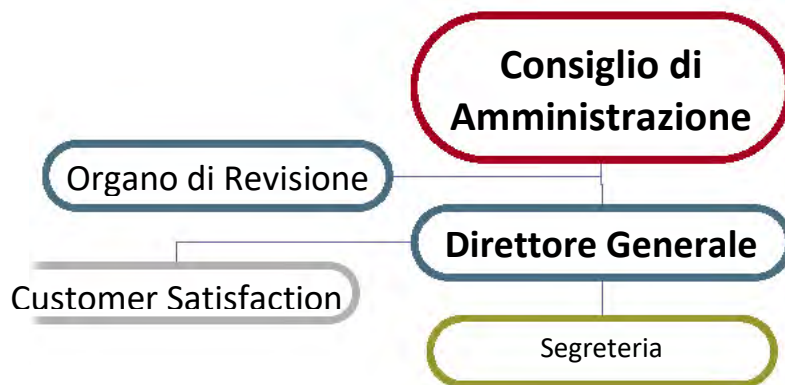 Consiglio di
Amministrazione
Organo di Revisione
Direttore Generale
Customer Satisfaction
Segreteria